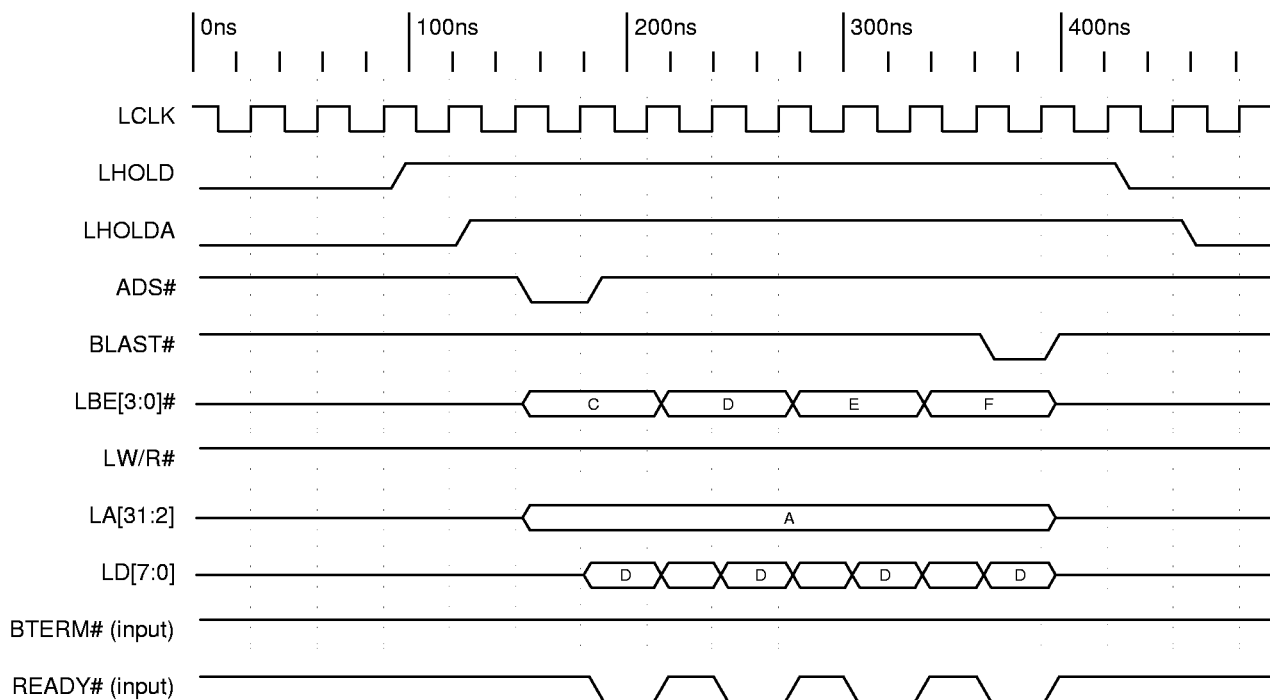 0ns 100ns 200ns 300ns 400ns
LCLK
LHOLD
LHOLDA
ADS#
BLAST#
LBE[3:0]# C D E F
LW/R#
LA[31:2] A
LD[7:0] D D D D
BTERM# (input)
READY# (input)